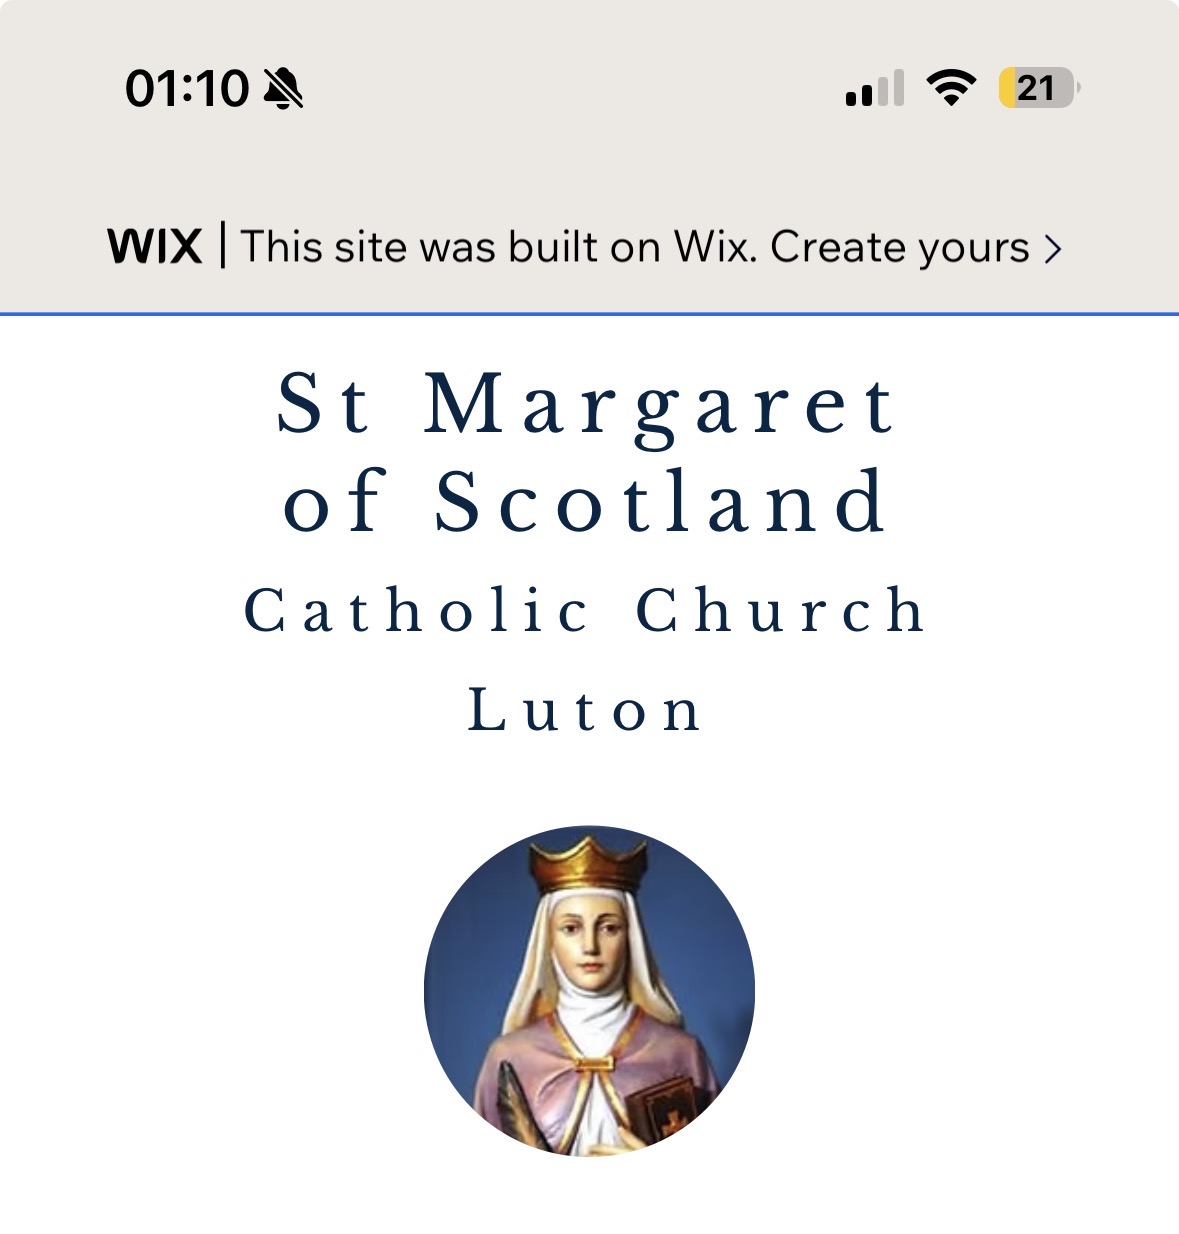 01:10
21
WIX | This site was built on Wix. Create yours >
St Margaret
of Scotland
Catholic Church
Luton